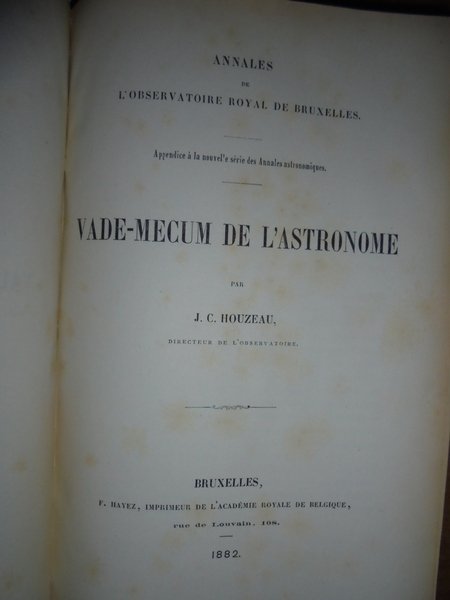 ANNALES
DE
L'OBSERVATOIRE ROYAL DE BRUXELLES.
Appendice à la nouvel'e série des Annales astronomiques.
VADE-MECUM DE L'ASTRONOME
PAR
J. C. HOUZEAU,
DIRECTEUR DE L'OBSERVATOIRE.
BRUXELLES,
F. HAYEZ, IMPRIMEUR DE L'ACADÉMIE ROYALE DE BELGIQUE,
rue de Louvain, 108.
1882.